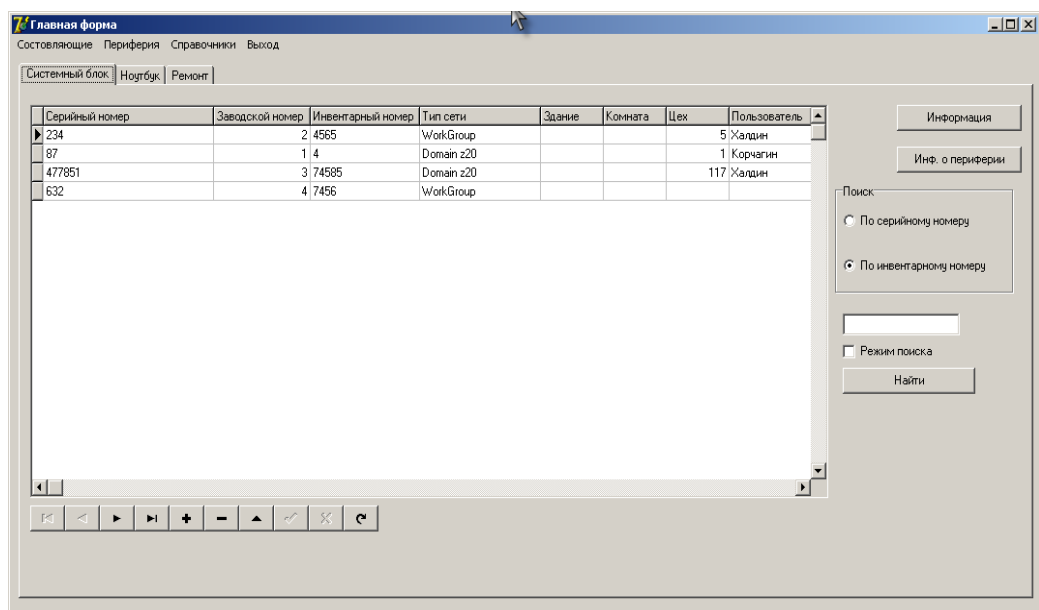 Главная форма
Состовляющие Периферия Справочники Выход
Системный блок Ноутбук Ремонт
Серийный номер Заводской номер Инвентарный номер Тип сети Здание Комната Цех Пользователь
234 2 4565 WorkGroup 5 Халдин
87 1 4 Domain z20 1 Корчагин
477851 3 74585 Domain z20 117 Халдин
632 4 7456 WorkGroup
Информация
Инф. о периферии
Поиск
По серийному номеру
По инвентарному номеру
Режим поиска
Найти